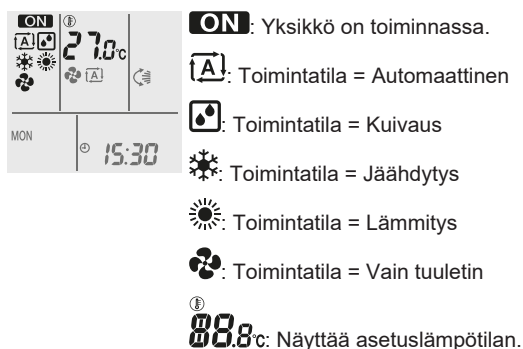 ON
A
27.0°C
A
MON
15:30
ON: Yksikkö on toiminnassa.
A: Toimintatila = Automaattinen
: Toimintatila = Kuivaus
: Toimintatila = Jäähdytys
: Toimintatila = Lämmitys
: Toimintatila = Vain tuuletin
88.8°C: Näyttää asetuslämpötilan.